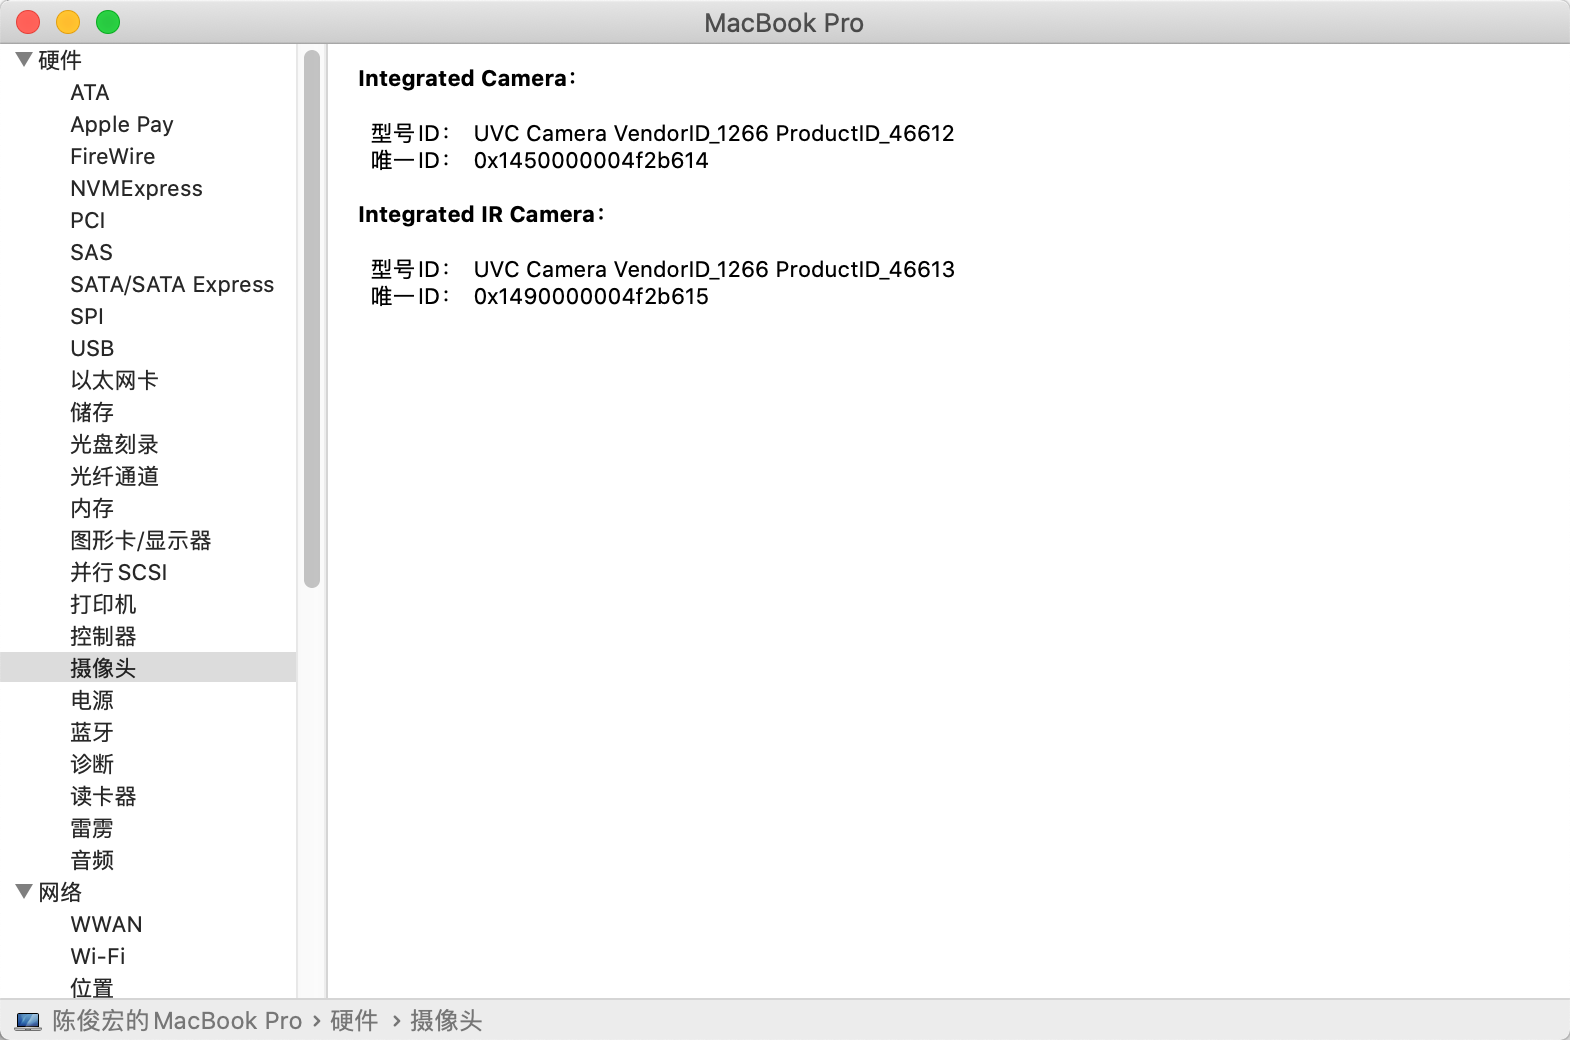 MacBook Pro
硬件
ATA
Apple Pay
FireWire
NVMExpress
PCI
SAS
SATA/SATA Express
SPI
USB
以太网卡
储存
光盘刻录
光纤通道
内存
图形卡/显示器
并行 SCSI
打印机
控制器
摄像头
电源
蓝牙
诊断
读卡器
雷雳
音频
网络
WWAN
Wi-Fi
位置
Integrated Camera：
型号 ID： UVC Camera VendorID_1266 ProductID_46612
唯一 ID： 0x1450000004f2b614
Integrated IR Camera：
型号 ID： UVC Camera VendorID_1266 ProductID_46613
唯一 ID： 0x1490000004f2b615
陈俊宏的 MacBook Pro › 硬件 › 摄像头